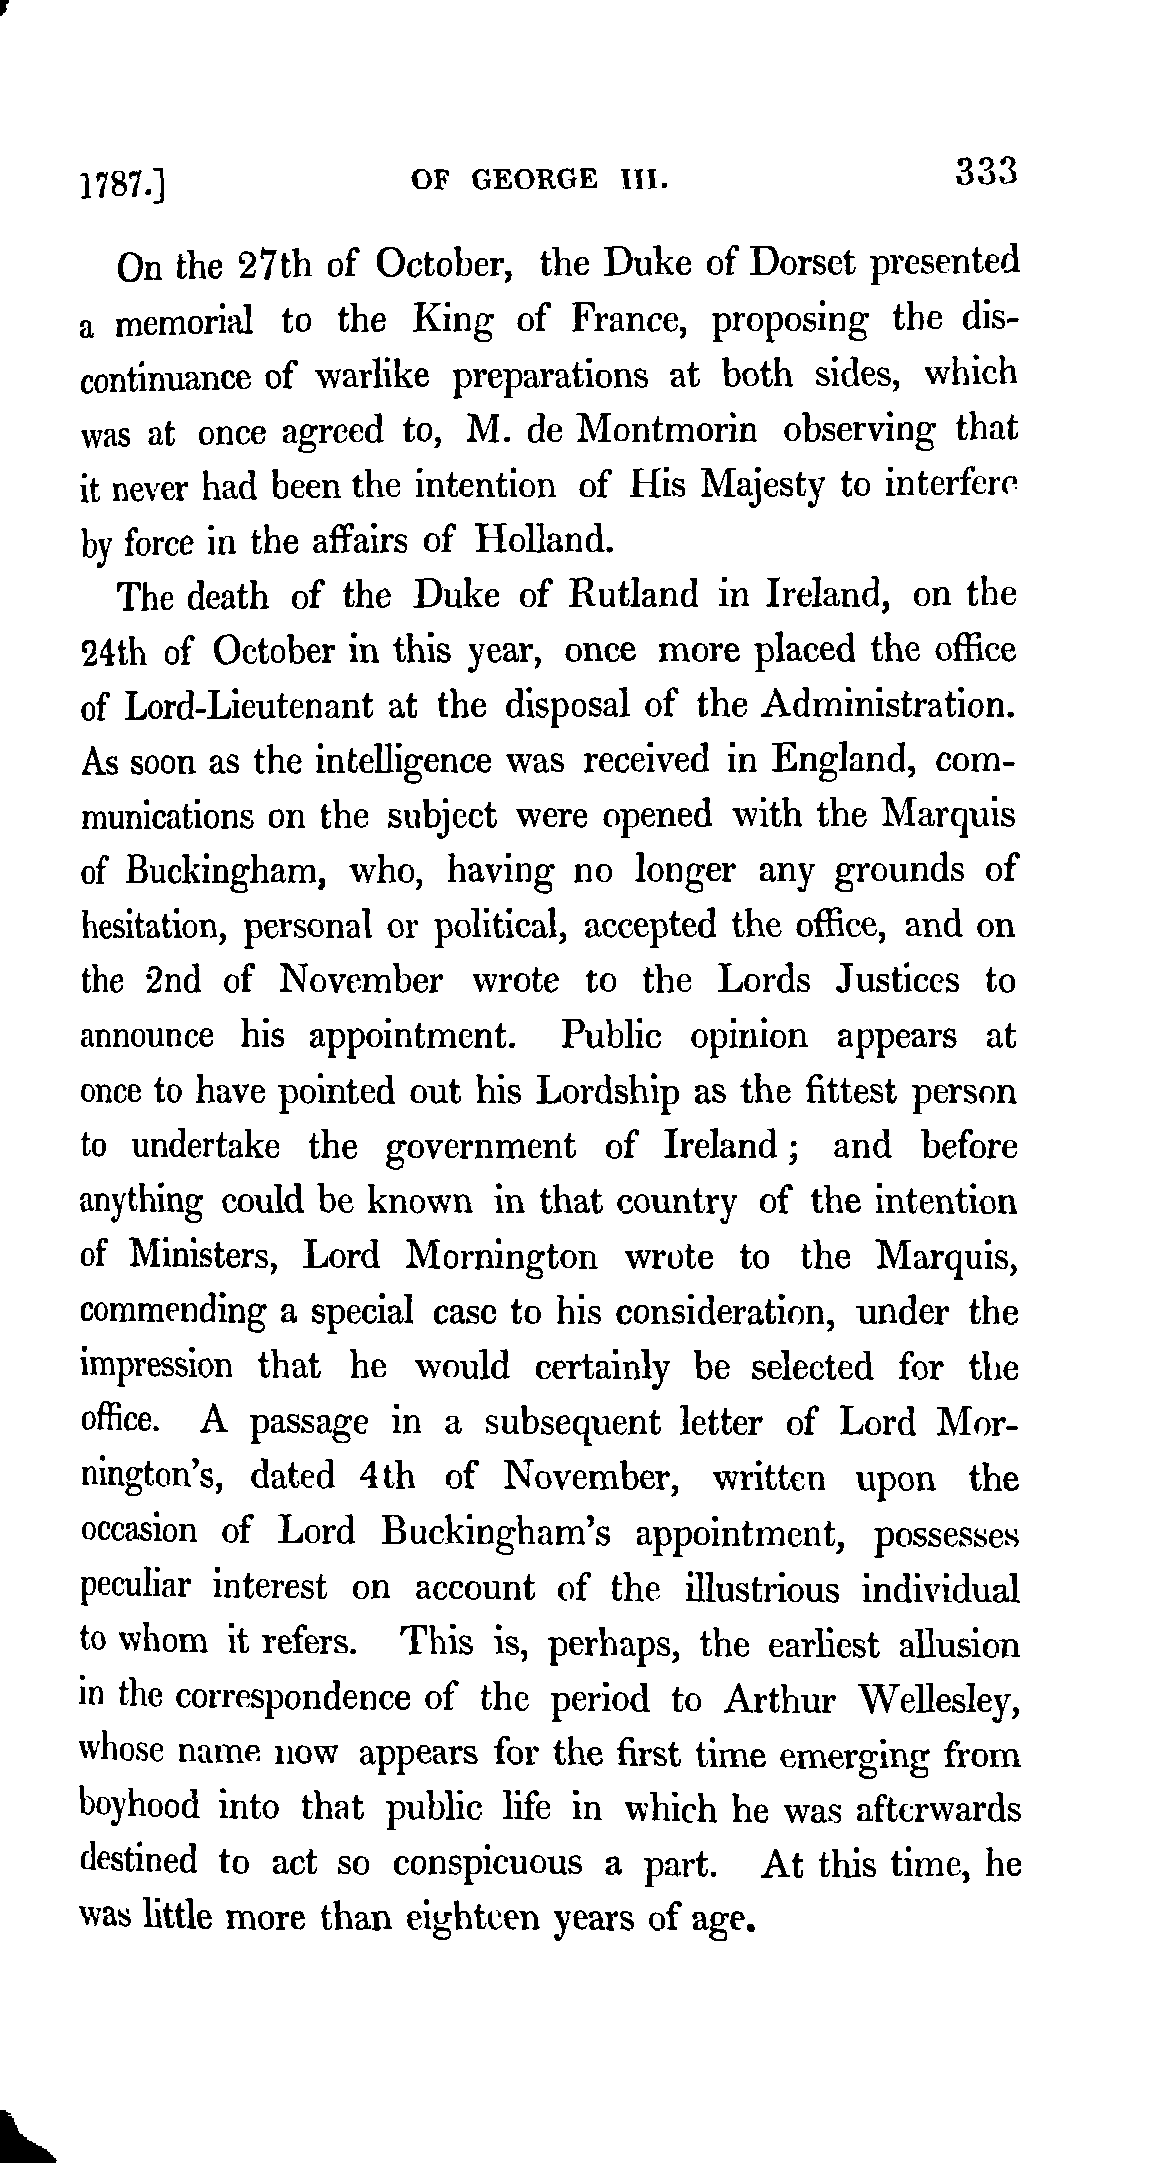 1787.] OF GEORGE III. 333
On the 27th of October, the Duke of Dorset presented
a memorial to the King of France, proposing the dis-
continuance of warlike preparations at both sides, which
was at once agreed to, M. de Montmorin observing that
it never had been the intention of His Majesty to interfere
by force in the affairs of Holland.
The death of the Duke of Rutland in Ireland, on the
24th of October in this year, once more placed the office
of Lord-Lieutenant at the disposal of the Administration.
As soon as the intelligence was received in England, com-
munications on the subject were opened with the Marquis
of Buckingham, who, having no longer any grounds of
hesitation, personal or political, accepted the office, and on
the 2nd of November wrote to the Lords Justices to
announce his appointment. Public opinion appears at
once to have pointed out his Lordship as the fittest person
to undertake the government of Ireland; and before
anything could be known in that country of the intention
of Ministers, Lord Mornington wrote to the Marquis,
commending a special case to his consideration, under the
impression that he would certainly be selected for the
office. A passage in a subsequent letter of Lord Mor-
nington's, dated 4th of November, written upon the
occasion of Lord Buckingham's appointment, possesses
peculiar interest on account of the illustrious individual
to whom it refers. This is, perhaps, the earliest allusion
in the correspondence of the period to Arthur Wellesley,
whose name now appears for the first time emerging from
boyhood into that public life in which he was afterwards
destined to act so conspicuous a part. At this time, he
was little more than eighteen years of age.